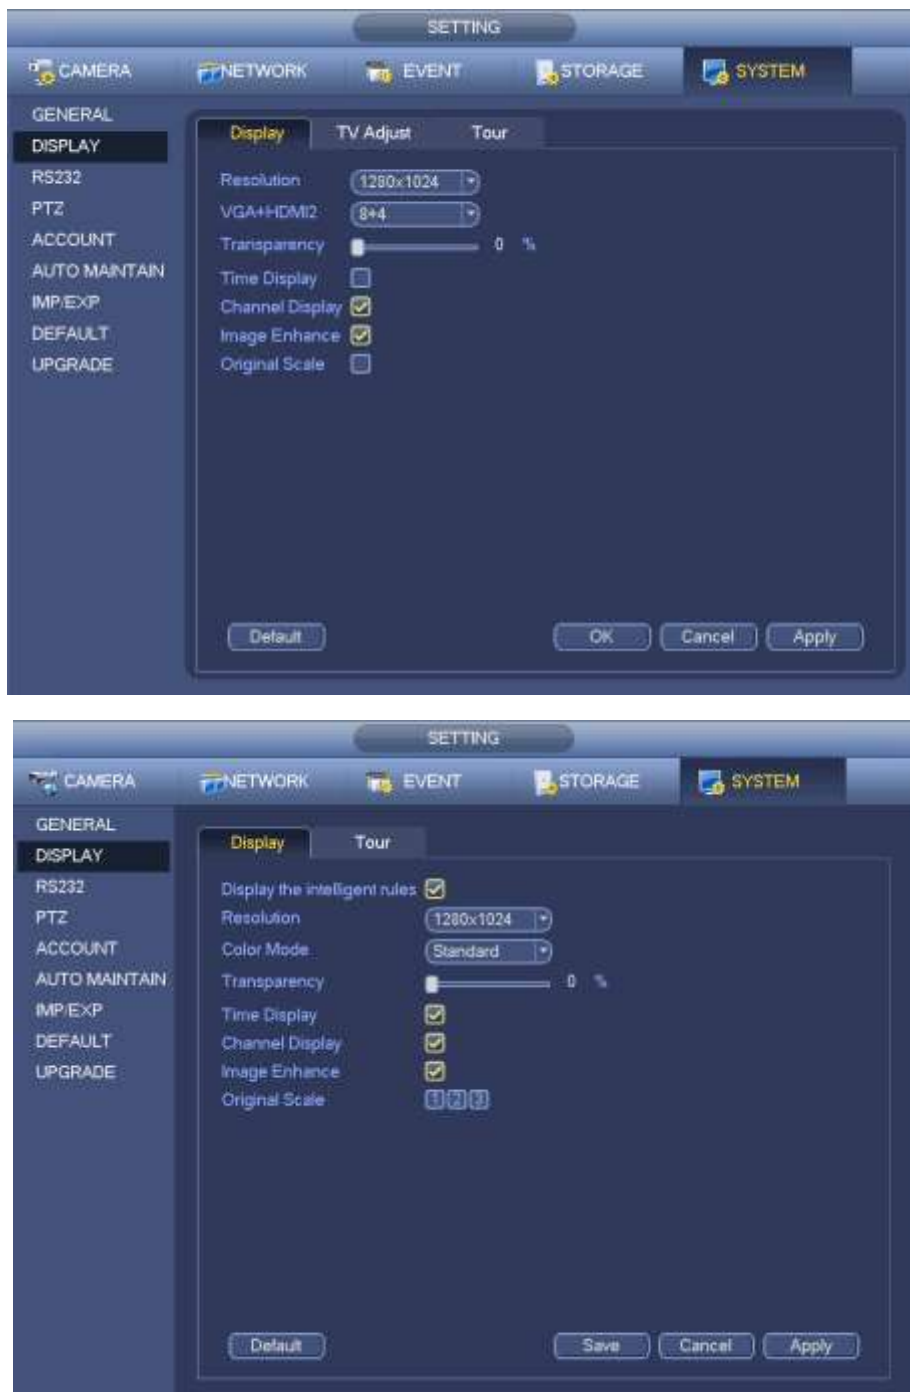 SETTING
CAMERA NETWORK EVENT STORAGE SYSTEM
GENERAL
DISPLAY
RS232
PTZ
ACCOUNT
AUTO MAINTAIN
IMP/EXP
DEFAULT
UPGRADE
Display TV Adjust Tour
Resolution 1280x1024
VGA+HDMI2 8+4
Transparency 0 %
Time Display
Channel Display
Image Enhance
Original Scale
Default OK Cancel Apply
SETTING
CAMERA NETWORK EVENT STORAGE SYSTEM
GENERAL
DISPLAY
RS232
PTZ
ACCOUNT
AUTO MAINTAIN
IMP/EXP
DEFAULT
UPGRADE
Display Tour
Display the intelligent rules
Resolution 1280x1024
Color Mode Standard
Transparency 0 %
Time Display
Channel Display
Image Enhance
Original Scale 1 2 3
Default Save Cancel Apply